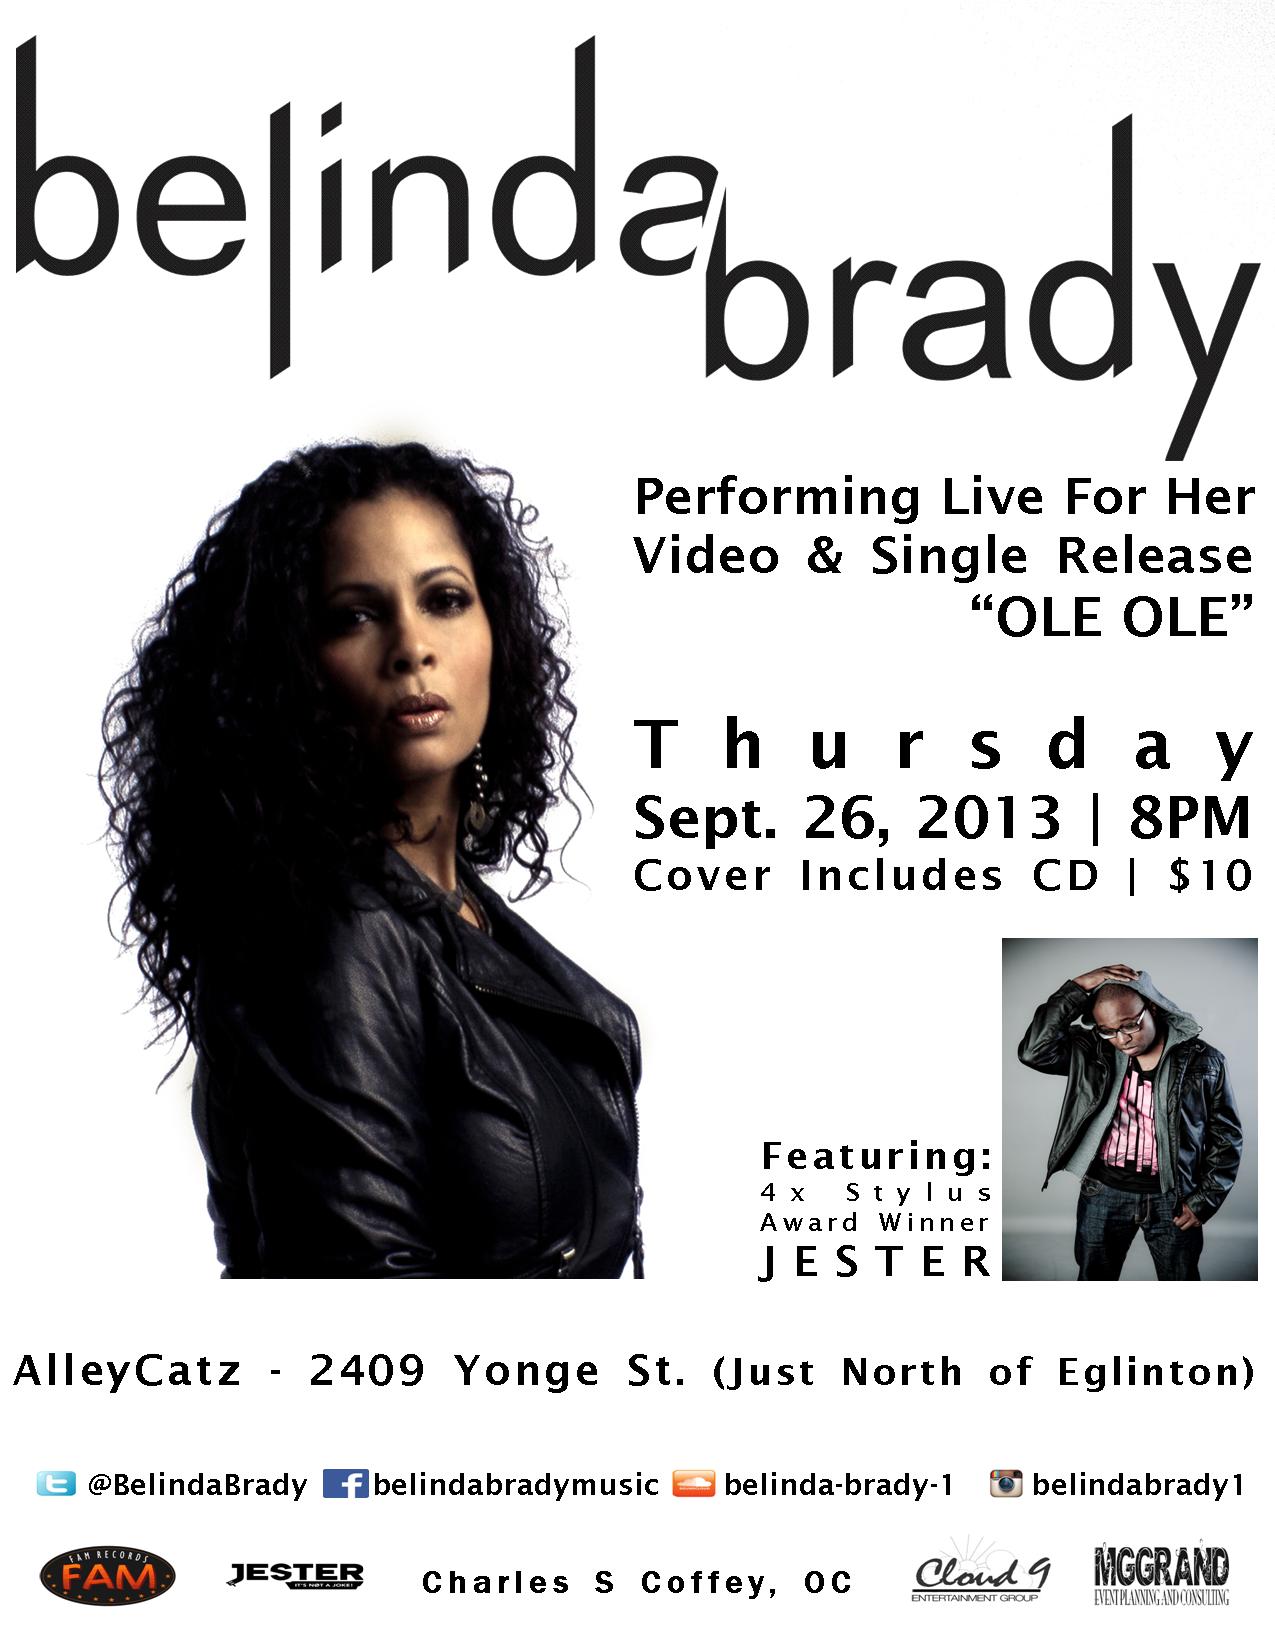 belinda
brady
Performing Live For Her
Video & Single Release
“OLE OLE”
Thursday
Sept. 26, 2013 | 8PM
Cover Includes CD | $10
Featuring:
4x Stylus
Award Winner
JESTER
AlleyCatz - 2409 Yonge St. (Just North of Eglinton)
@BelindaBrady belindabradymusic belinda-brady-1 belindabrady1
FAM RECORDS
FAM
JESTER
IT'S NOT A JOKE!
Charles S Coffey, OC
Cloud 9
ENTERTAINMENT GROUP
MGGRAND
EVENT PLANNING AND CONSULTING